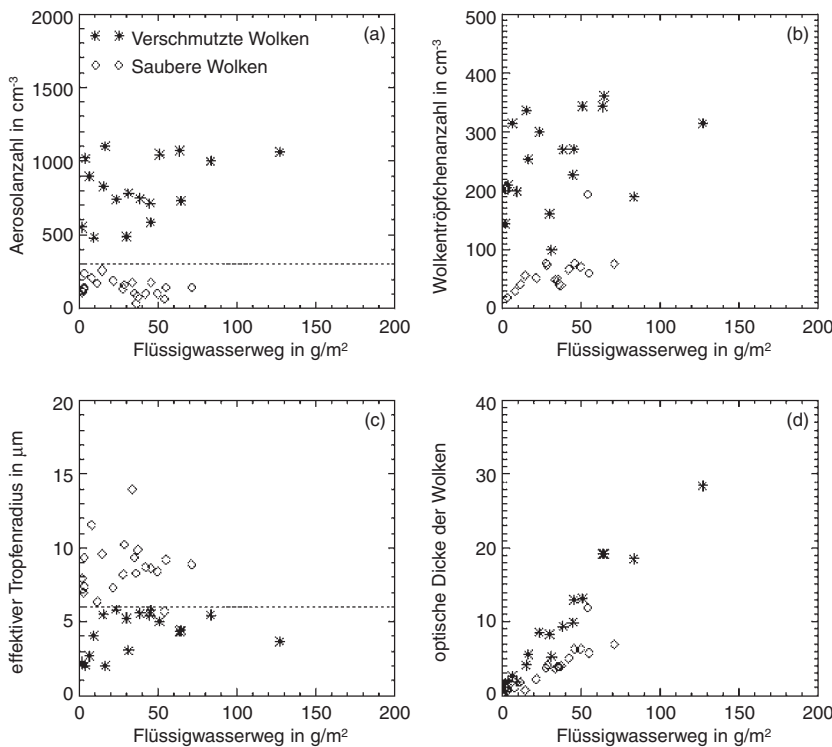 2000
1500
1000
500
0
Aerosolanzahl in cm-3
Verschmutzte Wolken
Saubere Wolken
(a)
0 50 100 150 200
Flüssigwasserweg in g/m²
500
400
300
200
100
0
Wolkentröpfchenanzahl in cm-3
(b)
0 50 100 150 200
Flüssigwasserweg in g/m²
20
15
10
5
0
effektiver Tropfenradius in µm
(c)
0 50 100 150 200
Flüssigwasserweg in g/m²
40
30
20
10
0
optische Dicke der Wolken
(d)
0 50 100 150 200
Flüssigwasserweg in g/m²